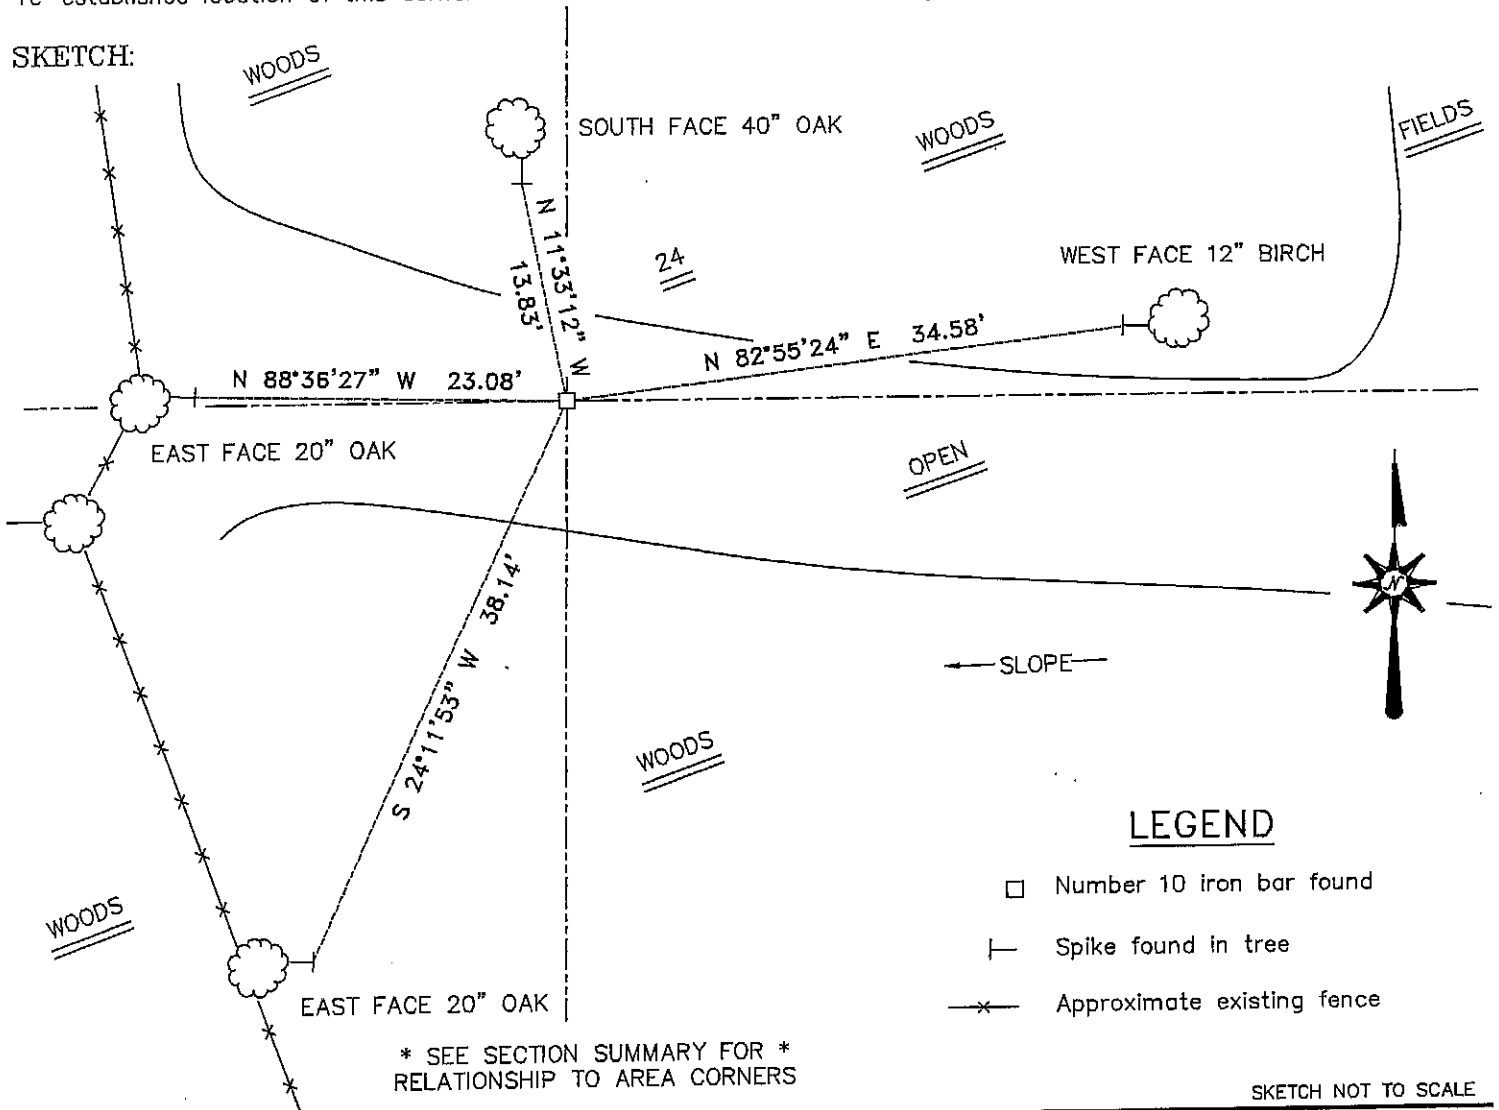 SKETCH:
WOODS
SOUTH FACE 40" OAK
WOODS
FIELDS
N 11°33'12" W
13.83'
24
WEST FACE 12" BIRCH
N 82°55'24" E 34.58'
N 88°36'27" W 23.08'
EAST FACE 20" OAK
OPEN
N
S 24°11'53" W 38.14'
SLOPE
WOODS
LEGEND
Number 10 iron bar found
Spike found in tree
Approximate existing fence
WOODS
EAST FACE 20" OAK
* SEE SECTION SUMMARY FOR *
RELATIONSHIP TO AREA CORNERS
SKETCH NOT TO SCALE